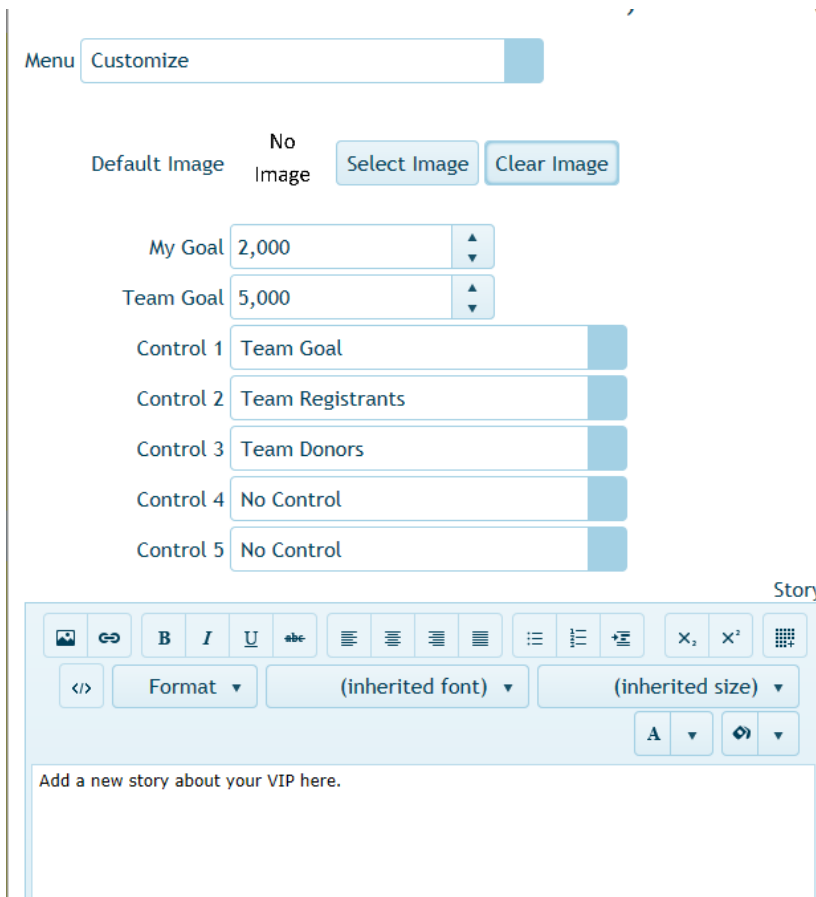 Menu Customize
Default Image No Image Select Image Clear Image
My Goal 2,000
Team Goal 5,000
Control 1 Team Goal
Control 2 Team Registrants
Control 3 Team Donors
Control 4 No Control
Control 5 No Control
Story
B I U abc X₂ X²
</> Format (inherited font) (inherited size)
A
Add a new story about your VIP here.